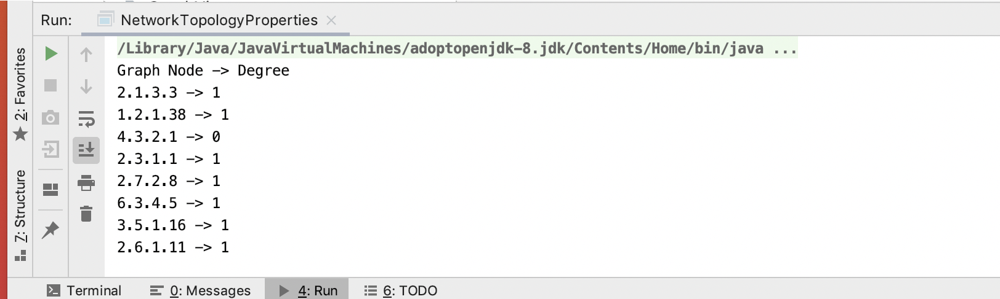 Run: NetworkTopologyProperties
2: Favorites
7: Structure
/Library/Java/JavaVirtualMachines/adoptopenjdk-8.jdk/Contents/Home/bin/java ...
Graph Node -> Degree
2.1.3.3 -> 1
1.2.1.38 -> 1
4.3.2.1 -> 0
2.3.1.1 -> 1
2.7.2.8 -> 1
6.3.4.5 -> 1
3.5.1.16 -> 1
2.6.1.11 -> 1
Terminal 0: Messages 4: Run 6: TODO